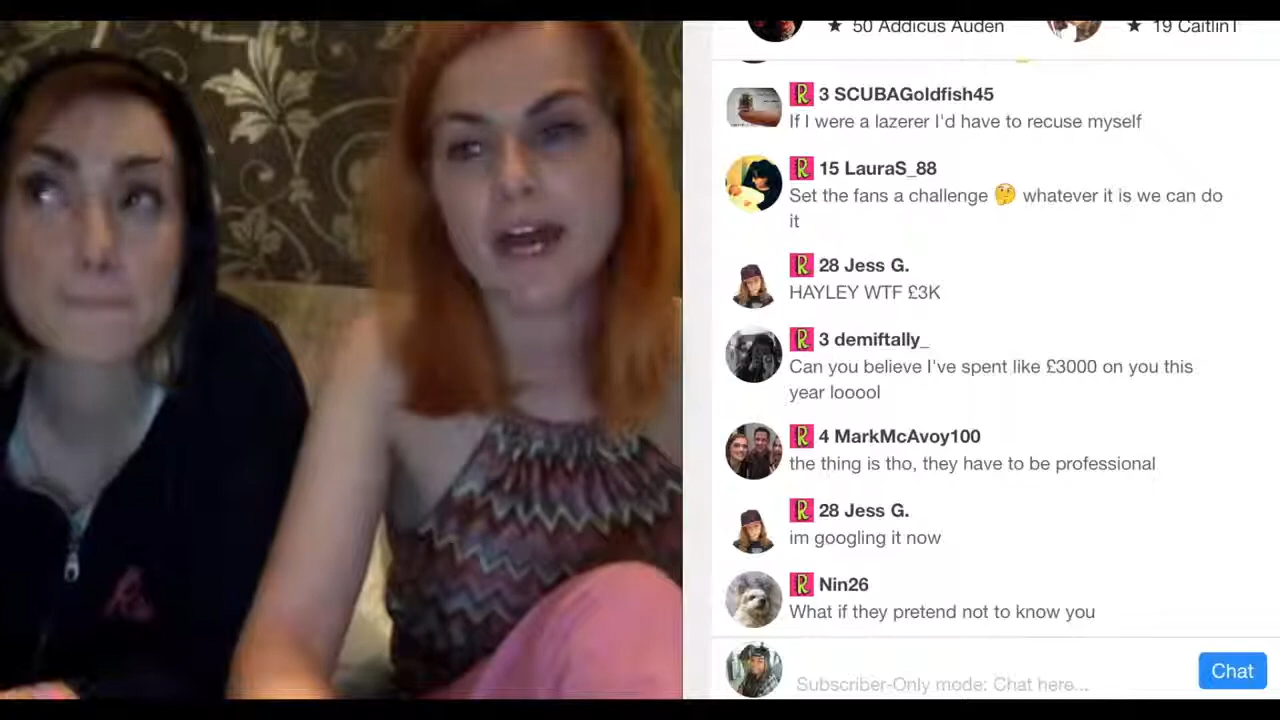 ★ 50 Addicus Auden ★ 19 CaitlinT
R 3 SCUBAGoldfish45
If I were a lazerer I'd have to recuse myself
R 15 LauraS_88
Set the fans a challenge 🤔 whatever it is we can do
it
R 28 Jess G.
HAYLEY WTF £3K
R 3 demiftally_
Can you believe I've spent like £3000 on you this
year looool
R 4 MarkMcAvoy100
the thing is tho, they have to be professional
R 28 Jess G.
im googling it now
R Nin26
What if they pretend not to know you
Subscriber-Only mode: Chat here...
Chat